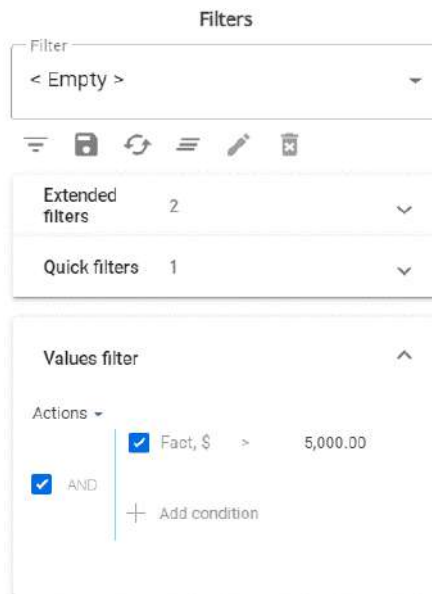 Filters
Filter
< Empty >
Extended
filters
2
Quick filters 1
Values filter
Actions
Fact, $ > 5,000.00
AND
Add condition